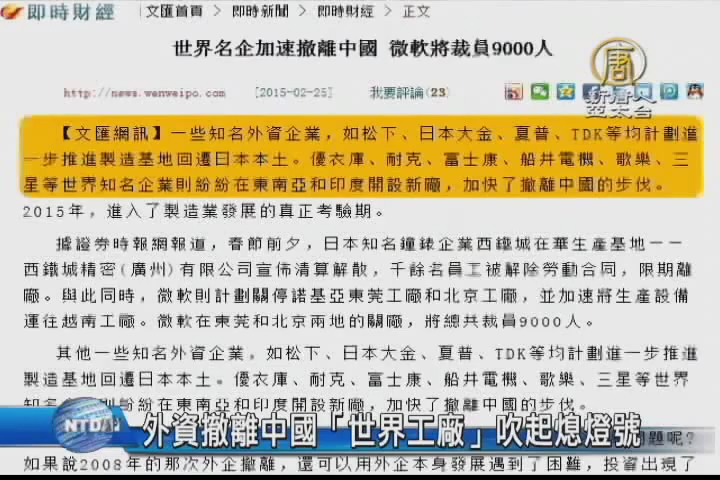 即時財經
文匯首頁 > 即時新聞 > 即時財經 > 正文
世界名企加速撤離中國 微軟將裁員9000人
http://news.wenweipo.com [2015-02-25] 我要評論(23)
唐
新唐人
亞太台
【文匯網訊】一些知名外資企業，如松下、日本大金、夏普、TDK等均計劃進
一步推進製造基地回遷日本本土。優衣庫、耐克、富士康、船井電機、歌樂、三
星等世界知名企業則紛紛在東南亞和印度開設新廠，加快了撤離中國的步伐。
2015年，進入了製造業發展的真正考驗期。
據證券時報網報道，春節前夕，日本知名鐘錶企業西鐵城在華生產基地——
西鐵城精密(廣州)有限公司宣佈清算解散，千餘名員工被解除勞動合同，限期離
廠。與此同時，微軟則計劃關停諾基亞東莞工廠和北京工廠，並加速將生產設備
運往越南工廠。微軟在東莞和北京兩地的關廠，將總共裁員9000人。
其他一些知名外資企業，如松下、日本大金、夏普、TDK等均計劃進一步推進
製造基地回遷日本本土。優衣庫、耐克、富士康、船井電機、歌樂、三星等世界
知名企業則紛紛在東南亞和印度開設新廠，加快了撤離中國的步伐。
NTD
外資撤離中國「世界工廠」吹起熄燈號
題呢？
如果說2008年的那次外企撤離，還可以用外企本身發展遇到了困難，投資出現了